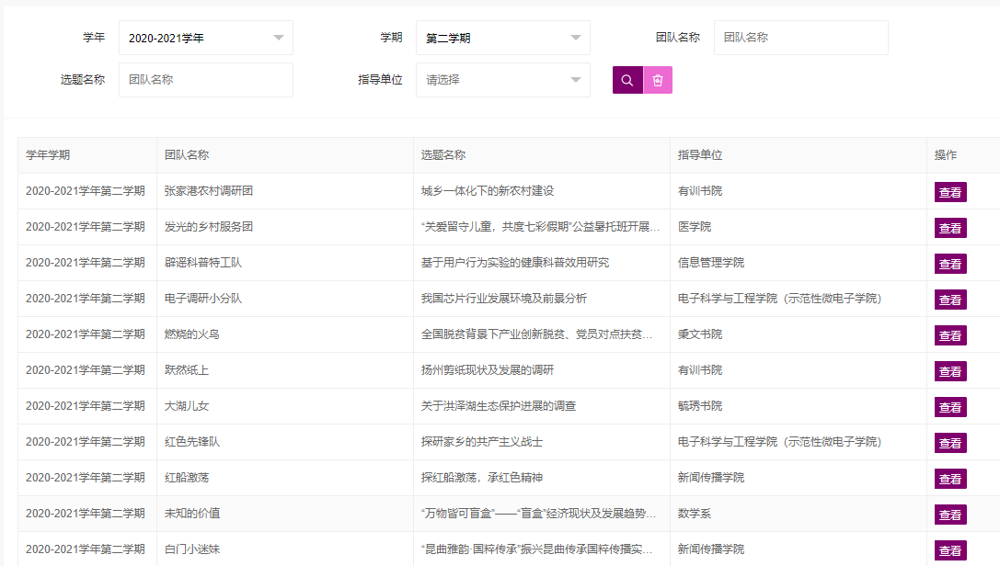 学年 2020-2021学年 学期 第二学期 团队名称 团队名称
选题名称 团队名称 指导单位 请选择
学年学期 团队名称 选题名称 指导单位 操作
2020-2021学年第二学期 张家港农村调研团 城乡一体化下的新农村建设 有训书院 查看
2020-2021学年第二学期 发光的乡村服务团 “关爱留守儿童，共度七彩假期”公益暑托班开展... 医学院 查看
2020-2021学年第二学期 辟谣科普特工队 基于用户行为实验的健康科普效用研究 信息管理学院 查看
2020-2021学年第二学期 电子调研小分队 我国芯片行业发展环境及前景分析 电子科学与工程学院（示范性微电子学院） 查看
2020-2021学年第二学期 燃烧的火鸟 全国脱贫背景下产业创新脱贫、党员对点扶贫... 秉文书院 查看
2020-2021学年第二学期 跃然纸上 扬州剪纸现状及发展的调研 有训书院 查看
2020-2021学年第二学期 大湖儿女 关于洪泽湖生态保护进展的调查 毓琇书院 查看
2020-2021学年第二学期 红色先锋队 探研家乡的共产主义战士 电子科学与工程学院（示范性微电子学院） 查看
2020-2021学年第二学期 红船激荡 探红船激荡，承红色精神 新闻传播学院 查看
2020-2021学年第二学期 未知的价值 “万物皆可盲盒”——“盲盒”经济现状及发展趋势... 数学系 查看
2020-2021学年第二学期 白门小迷妹 “昆曲雅韵·国粹传承”振兴昆曲传承国粹传播实... 新闻传播学院 查看